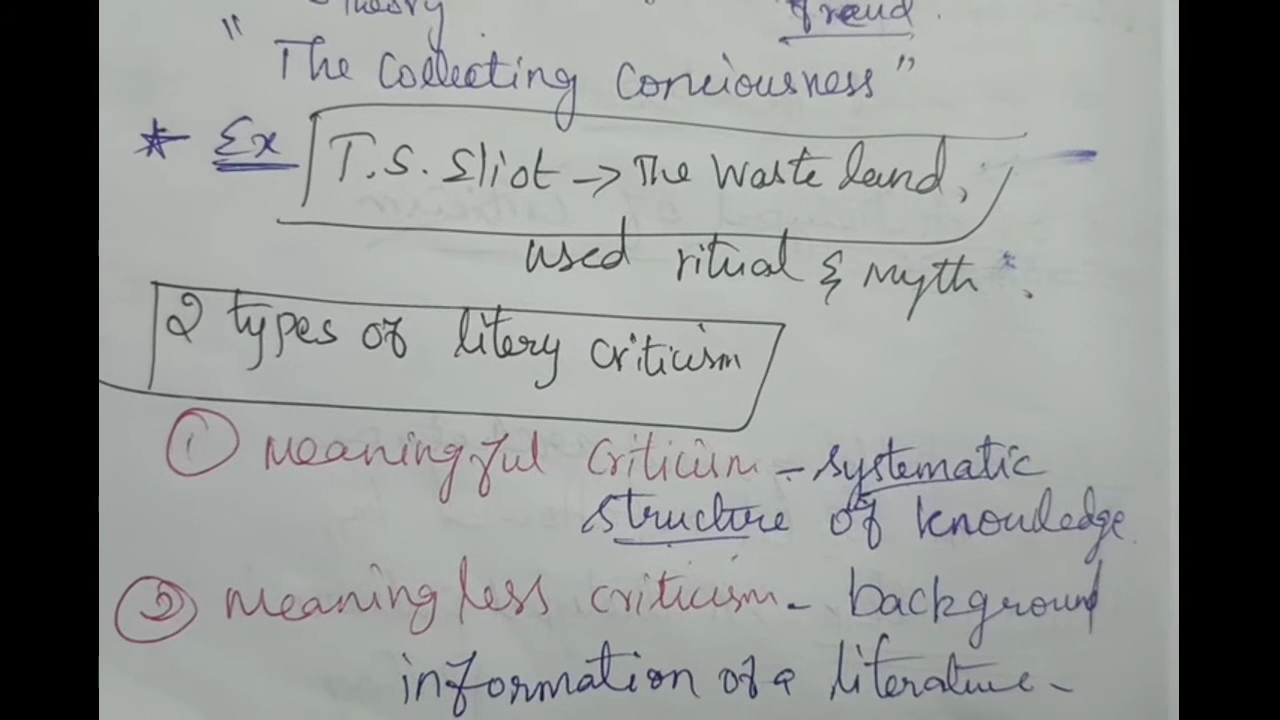 Theory freud.
"The Collecting Conciousness"
* Ex T.S. Eliot → The Waste Land,
used ritual & Myth.
2 types of litery criticism
① Meaningful criticism - systematic
structure of knowledge.
② Meaningless criticism - background
information of a literature -